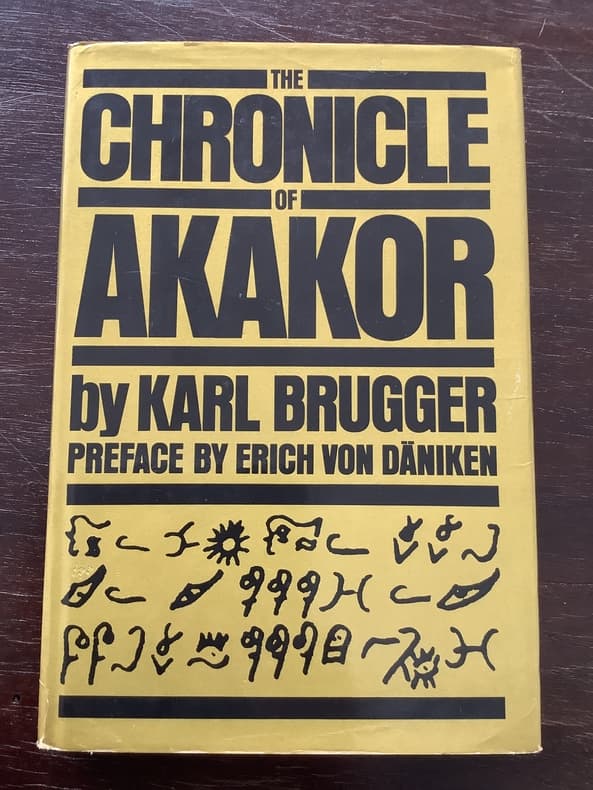 THE
CHRONICLE
OF
AKAKOR
by KARL BRUGGER
PREFACE BY ERICH VON DÄNIKEN